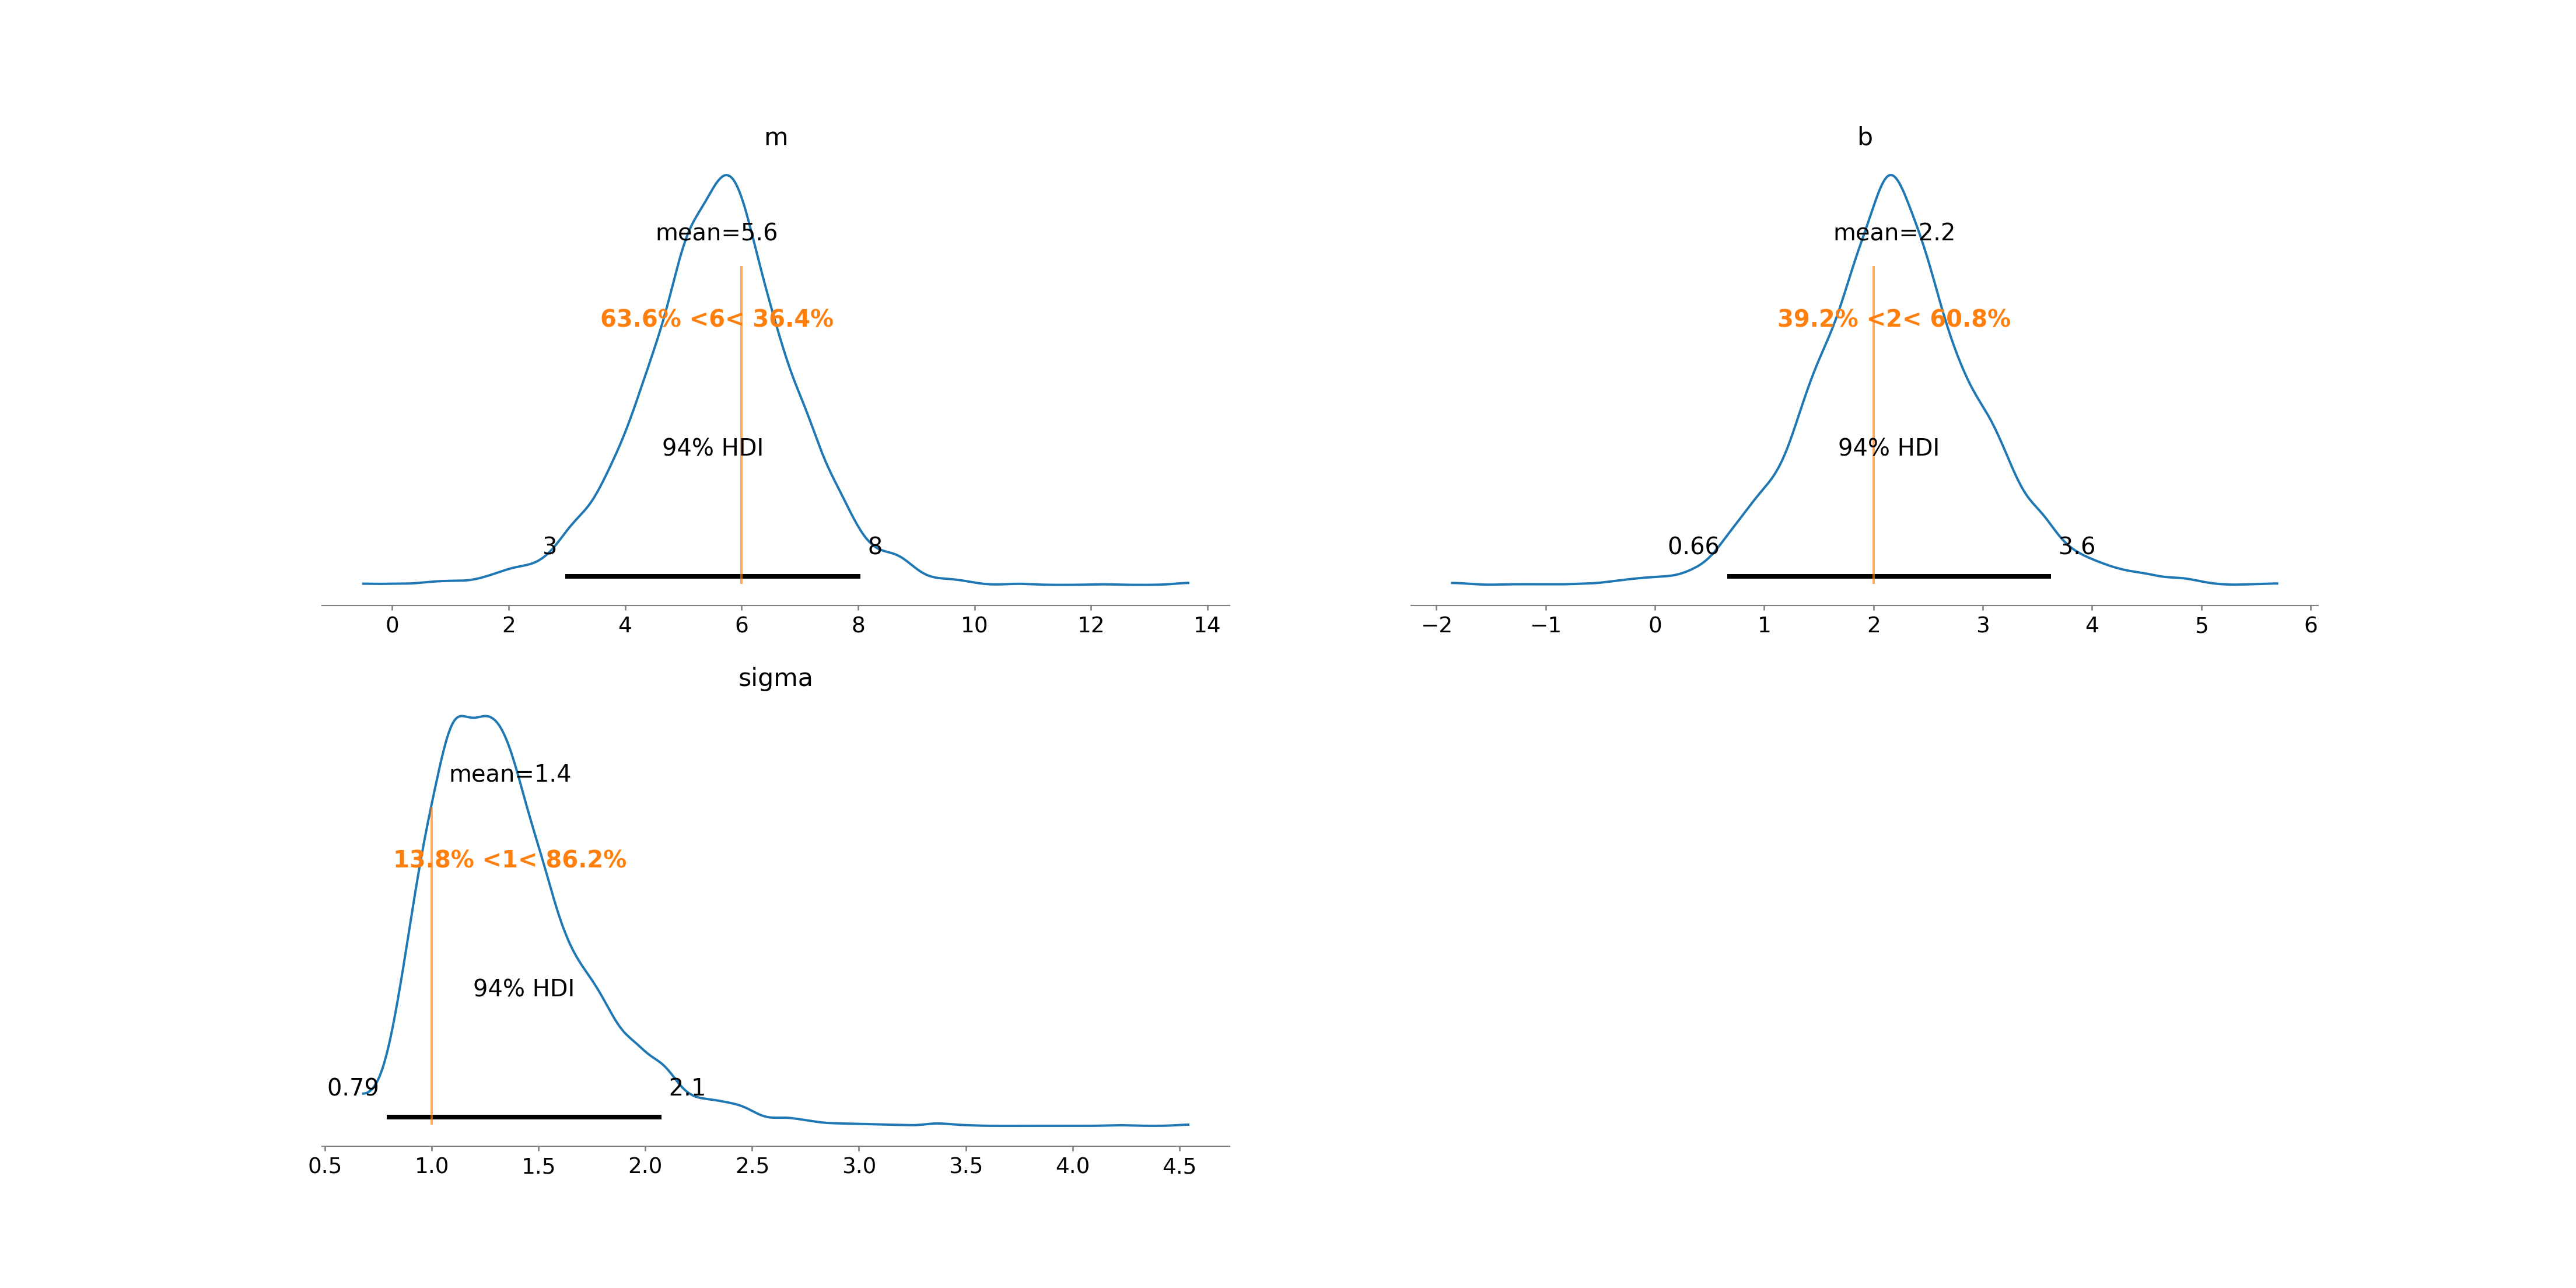 m
mean=5.6
63.6% <6< 36.4%
94% HDI
3 8
0 2 4 6 8 10 12 14
b
mean=2.2
39.2% <2< 60.8%
94% HDI
0.66 3.6
−2 −1 0 1 2 3 4 5 6
sigma
mean=1.4
13.8% <1< 86.2%
94% HDI
0.79 2.1
0.5 1.0 1.5 2.0 2.5 3.0 3.5 4.0 4.5